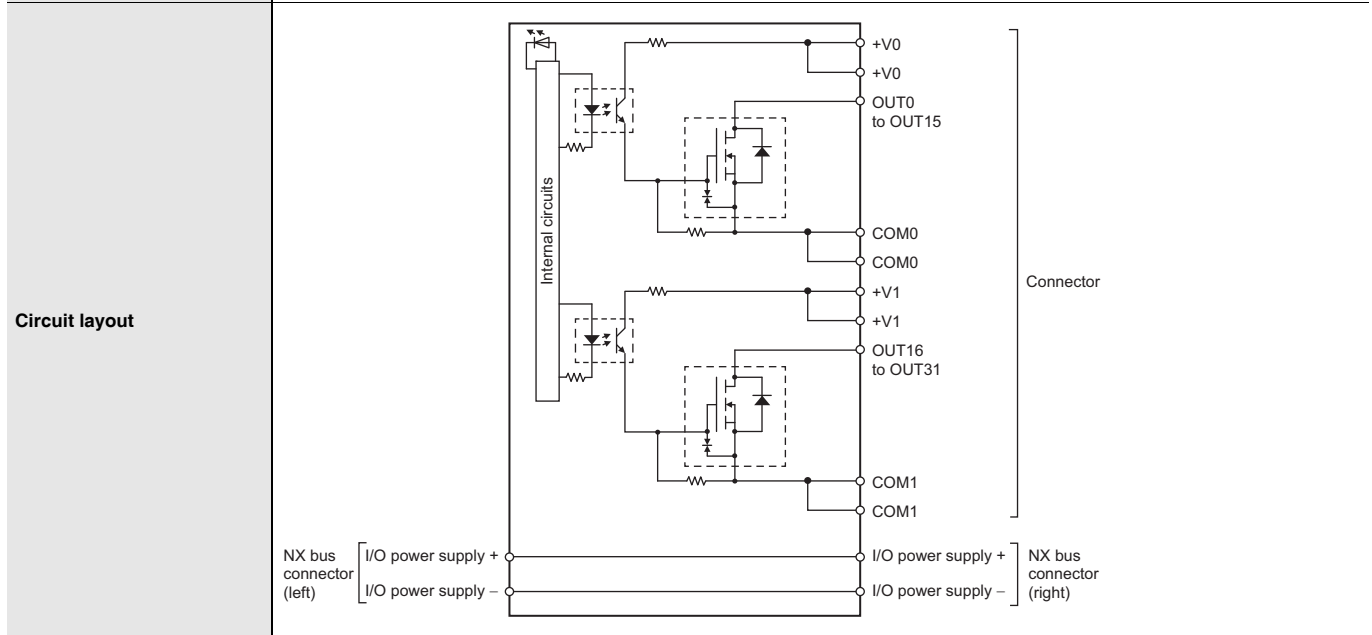 Circuit layout
Internal circuits
+V0
+V0
OUT0
to OUT15
COM0
COM0
+V1
+V1
OUT16
to OUT31
COM1
COM1
Connector
NX bus
connector
(left)
I/O power supply +
I/O power supply –
I/O power supply +
I/O power supply –
NX bus
connector
(right)